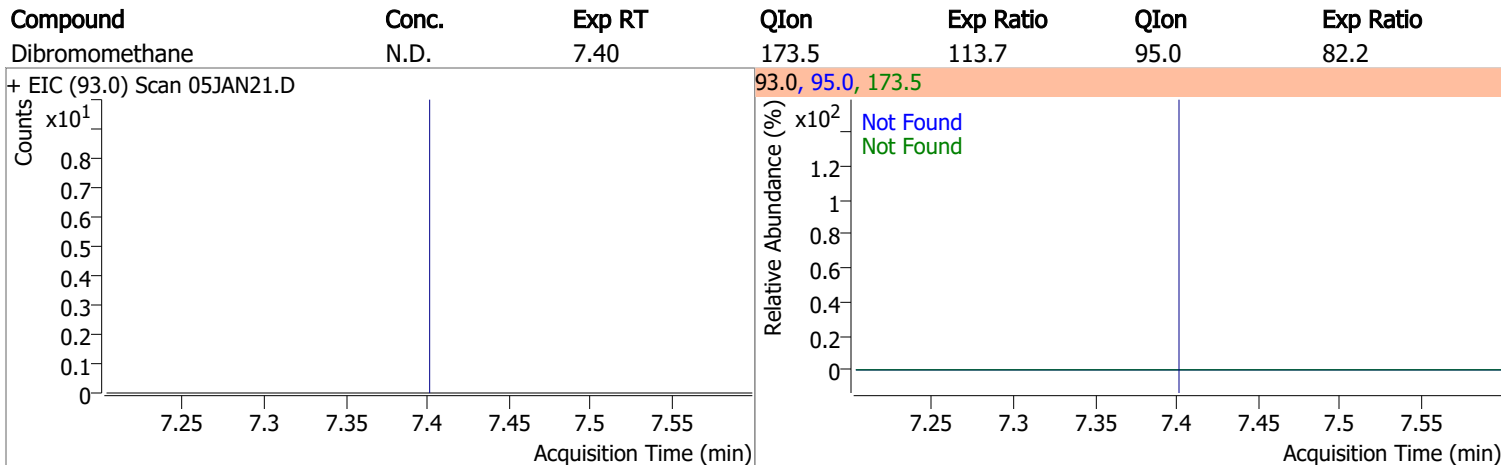 Compound Conc. Exp RT QIon Exp Ratio QIon Exp Ratio
Dibromomethane N.D. 7.40 173.5 113.7 95.0 82.2
+ EIC (93.0) Scan 05JAN21.D
Counts
x10¹
0.8
0.7
0.6
0.5
0.4
0.3
0.2
0.1
0
7.25 7.3 7.35 7.4 7.45 7.5 7.55
Acquisition Time (min)
93.0, 95.0, 173.5
Relative Abundance (%)
x10²
Not Found
Not Found
1.2
1
0.8
0.6
0.4
0.2
0
7.25 7.3 7.35 7.4 7.45 7.5 7.55
Acquisition Time (min)